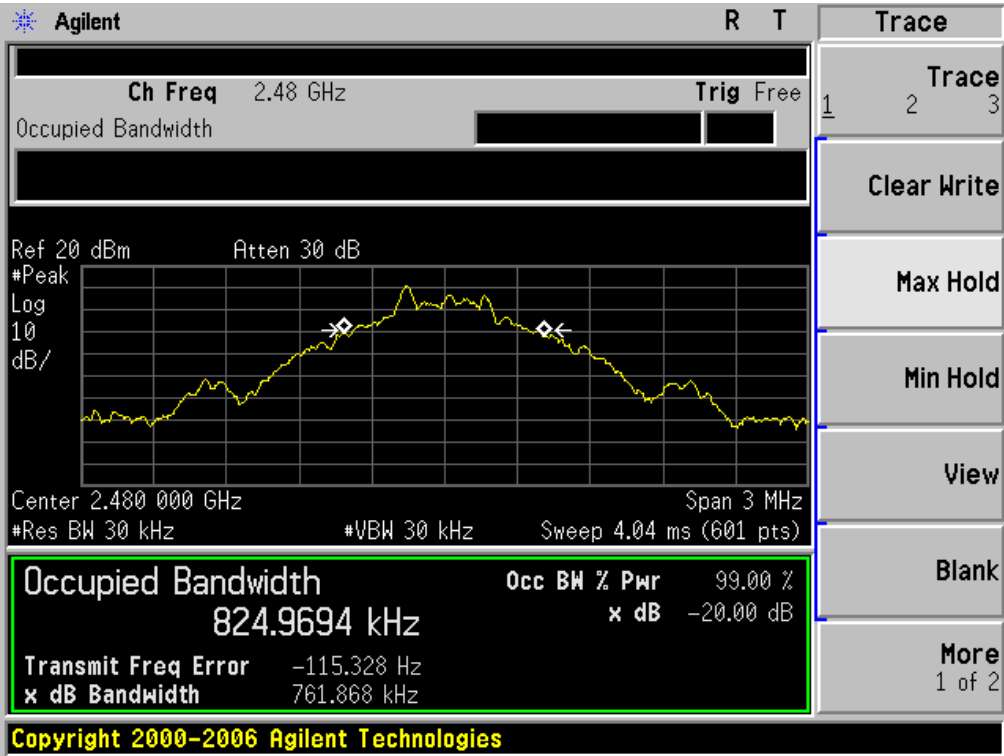 Agilent R T Trace
Ch Freq 2.48 GHz Trig Free
Occupied Bandwidth
Trace
1 2 3
Clear Write
Max Hold
Min Hold
View
Blank
More
1 of 2
Ref 20 dBm Atten 30 dB
#Peak
Log
10
dB/
Center 2.480 000 GHz Span 3 MHz
#Res BW 30 kHz #VBW 30 kHz Sweep 4.04 ms (601 pts)
Occupied Bandwidth Occ BW % Pwr 99.00 %
824.9694 kHz x dB -20.00 dB
Transmit Freq Error -115.328 Hz
x dB Bandwidth 761.868 kHz
Copyright 2000-2006 Agilent Technologies